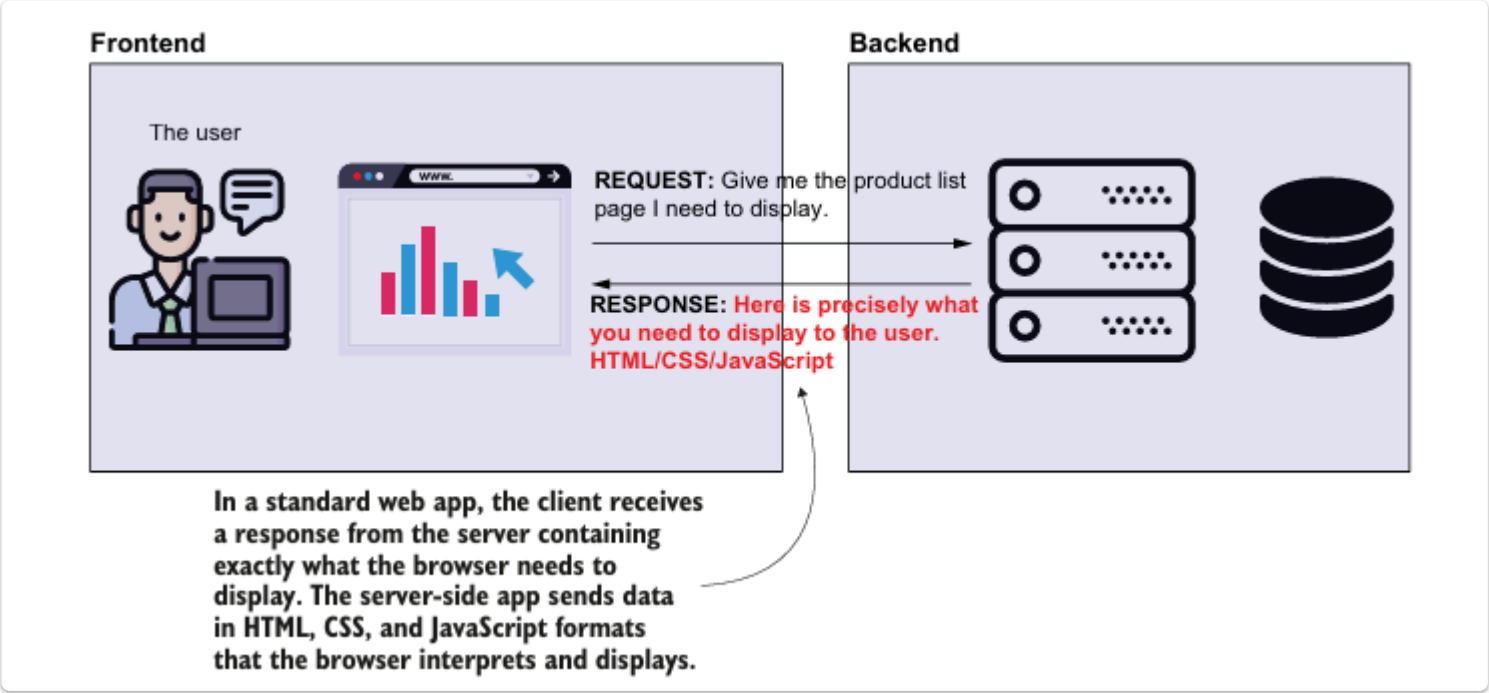 Frontend
Backend
The user
www.
REQUEST: Give me the product list
page I need to display.
RESPONSE: Here is precisely what
you need to display to the user.
HTML/CSS/JavaScript
In a standard web app, the client receives
a response from the server containing
exactly what the browser needs to
display. The server-side app sends data
in HTML, CSS, and JavaScript formats
that the browser interprets and displays.